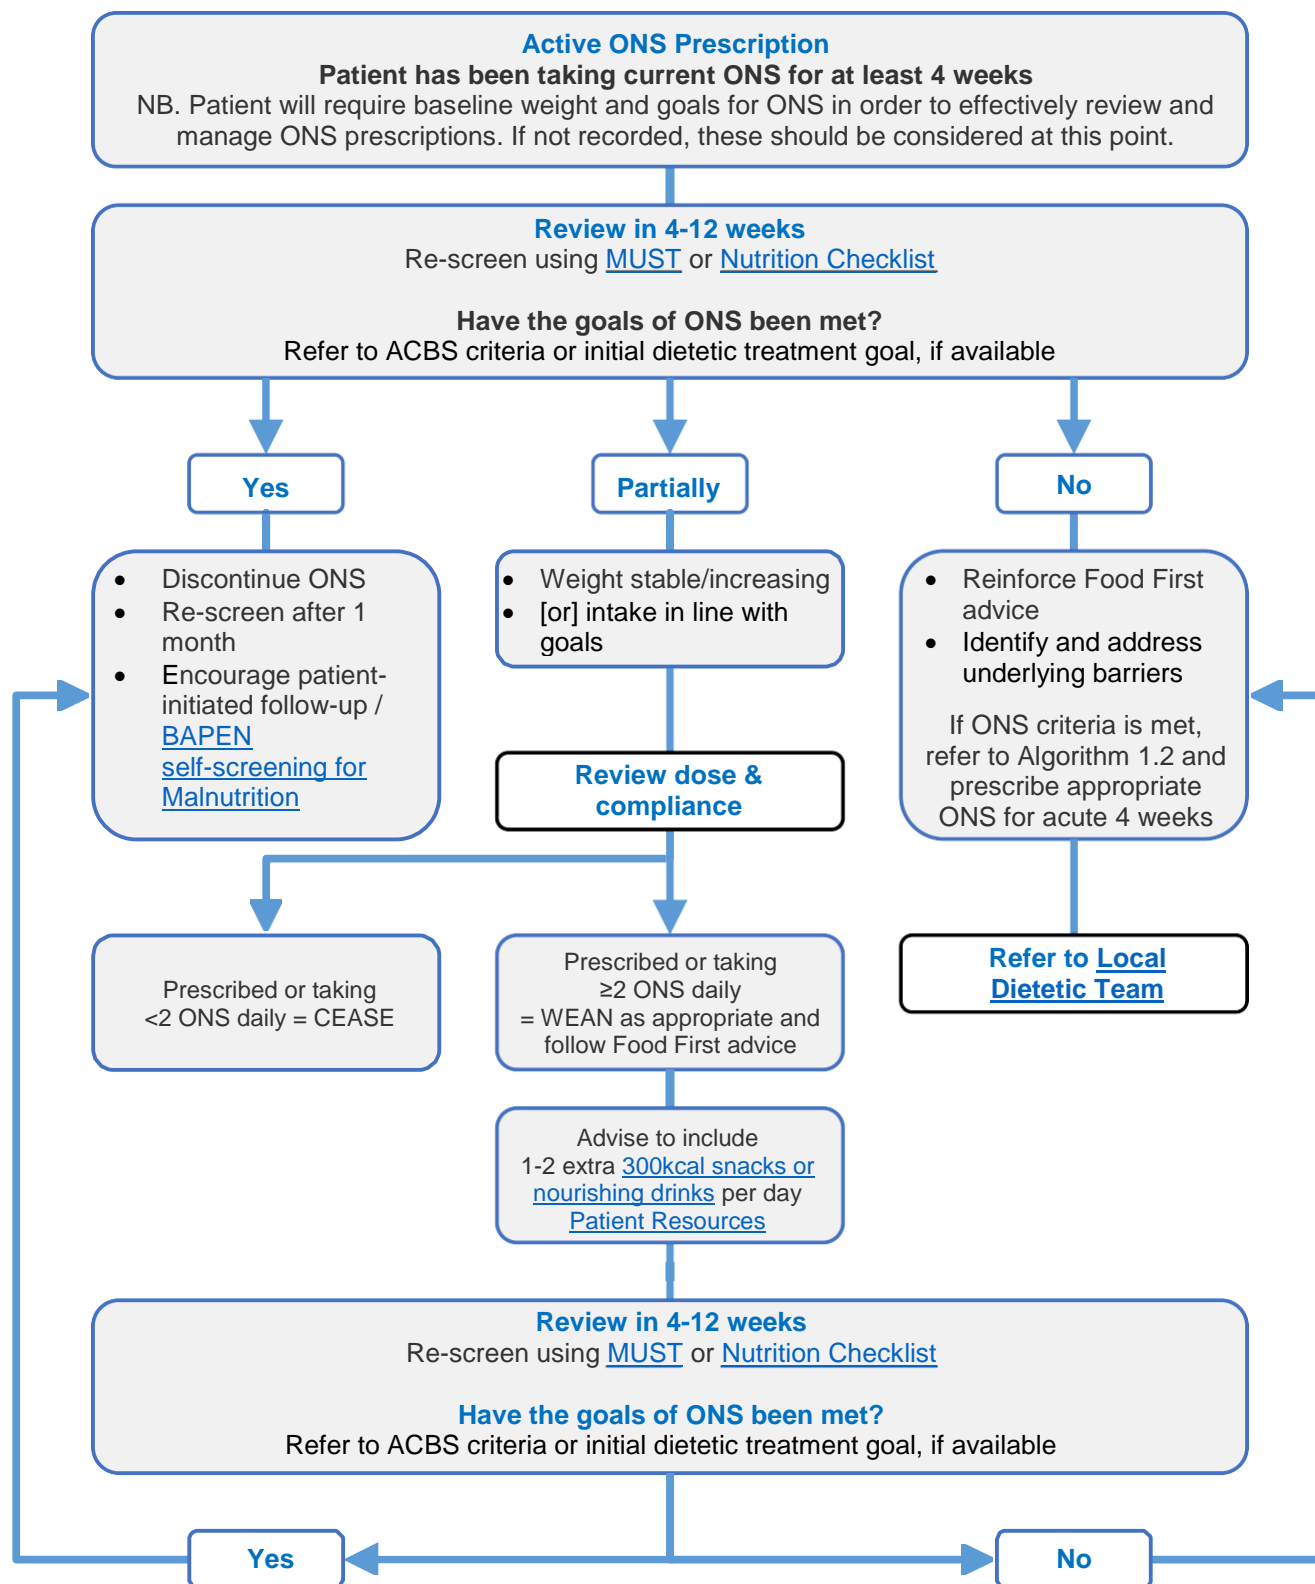 Active ONS Prescription
Patient has been taking current ONS for at least 4 weeks
NB. Patient will require baseline weight and goals for ONS in order to effectively review and
manage ONS prescriptions. If not recorded, these should be considered at this point.
Review in 4-12 weeks
Re-screen using MUST or Nutrition Checklist
Have the goals of ONS been met?
Refer to ACBS criteria or initial dietetic treatment goal, if available
Yes
Partially
No
• Discontinue ONS
• Re-screen after 1
month
• Encourage patient-
initiated follow-up /
BAPEN
self-screening for
Malnutrition
• Weight stable/increasing
• [or] intake in line with
goals
• Reinforce Food First
advice
• Identify and address
underlying barriers
If ONS criteria is met,
refer to Algorithm 1.2 and
prescribe appropriate
ONS for acute 4 weeks
Review dose &
compliance
Prescribed or taking
<2 ONS daily = CEASE
Prescribed or taking
≥2 ONS daily
= WEAN as appropriate and
follow Food First advice
Refer to Local
Dietetic Team
Advise to include
1-2 extra 300kcal snacks or
nourishing drinks per day
Patient Resources
Review in 4-12 weeks
Re-screen using MUST or Nutrition Checklist
Have the goals of ONS been met?
Refer to ACBS criteria or initial dietetic treatment goal, if available
Yes
No